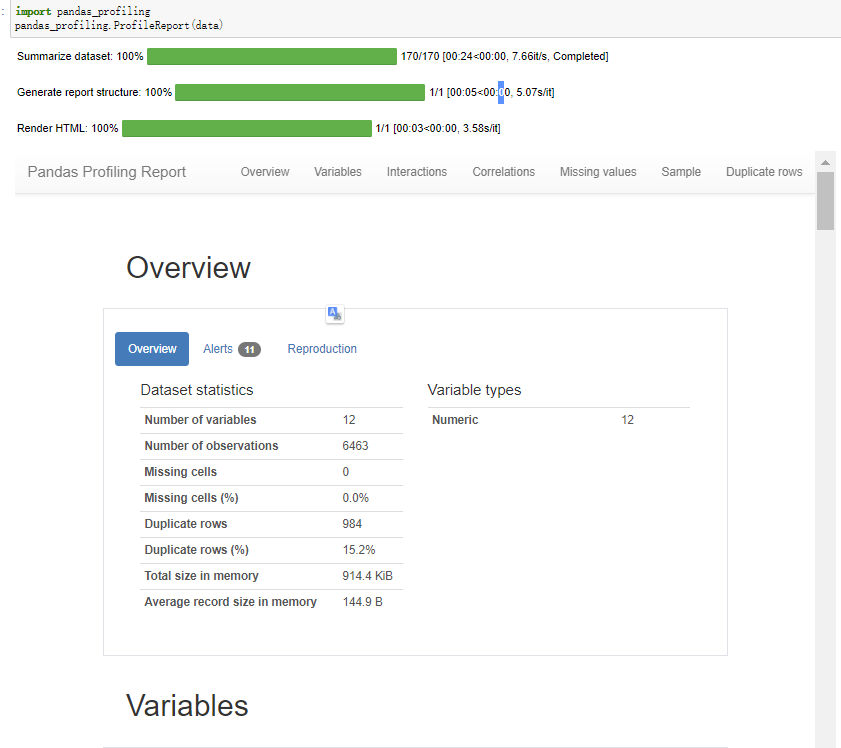 :
import pandas_profiling
pandas_profiling.ProfileReport(data)
Summarize dataset: 100% 170/170 [00:24<00:00, 7.66it/s, Completed]
Generate report structure: 100% 1/1 [00:05<00:00, 5.07s/it]
Render HTML: 100% 1/1 [00:03<00:00, 3.58s/it]
Pandas Profiling Report Overview Variables Interactions Correlations Missing values Sample Duplicate rows
Overview
Overview Alerts 11 Reproduction
Dataset statistics Variable types
Number of variables 12 Numeric 12
Number of observations 6463
Missing cells 0
Missing cells (%) 0.0%
Duplicate rows 984
Duplicate rows (%) 15.2%
Total size in memory 914.4 KiB
Average record size in memory 144.9 B
Variables